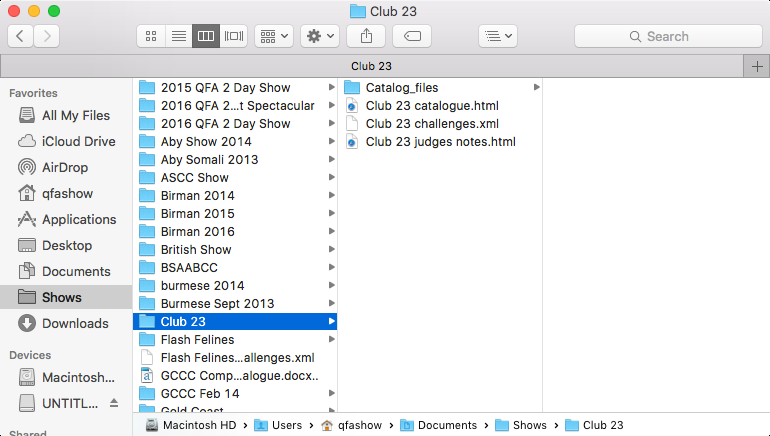 Club 23
Search
Club 23
Favorites
All My Files
iCloud Drive
AirDrop
qfashow
Applications
Desktop
Documents
Shows
Downloads
Devices
Macintosh...
UNTITL...
Shared
2015 QFA 2 Day Show
2016 QFA 2...t Spectacular
2016 QFA 2 Day Show
Aby Show 2014
Aby Somali 2013
ASCC Show
Birman 2014
Birman 2015
Birman 2016
British Show
BSAABCC
burmese 2014
Burmese Sept 2013
Club 23
Flash Felines
Flash Felines...allenges.xml
GCCC Comp...alogue.docx..
GCCC Feb 14
Gold Coast
Catalog_files
Club 23 catalogue.html
Club 23 challenges.xml
Club 23 judges notes.html
Macintosh HD Users qfashow Documents Shows Club 23